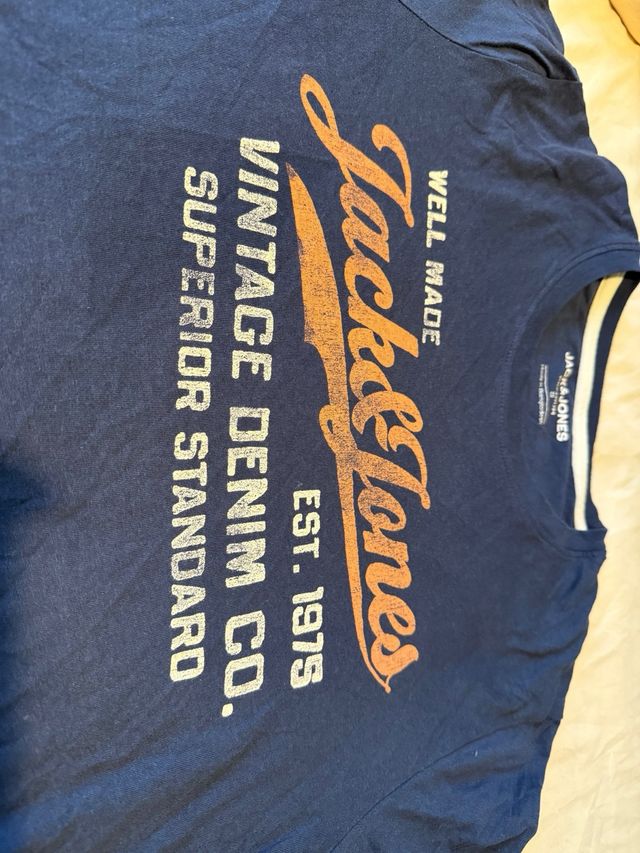 WELL MADE
Jack&Jones
EST. 1975
VINTAGE DENIM CO.
SUPERIOR STANDARD
JACK&JONES